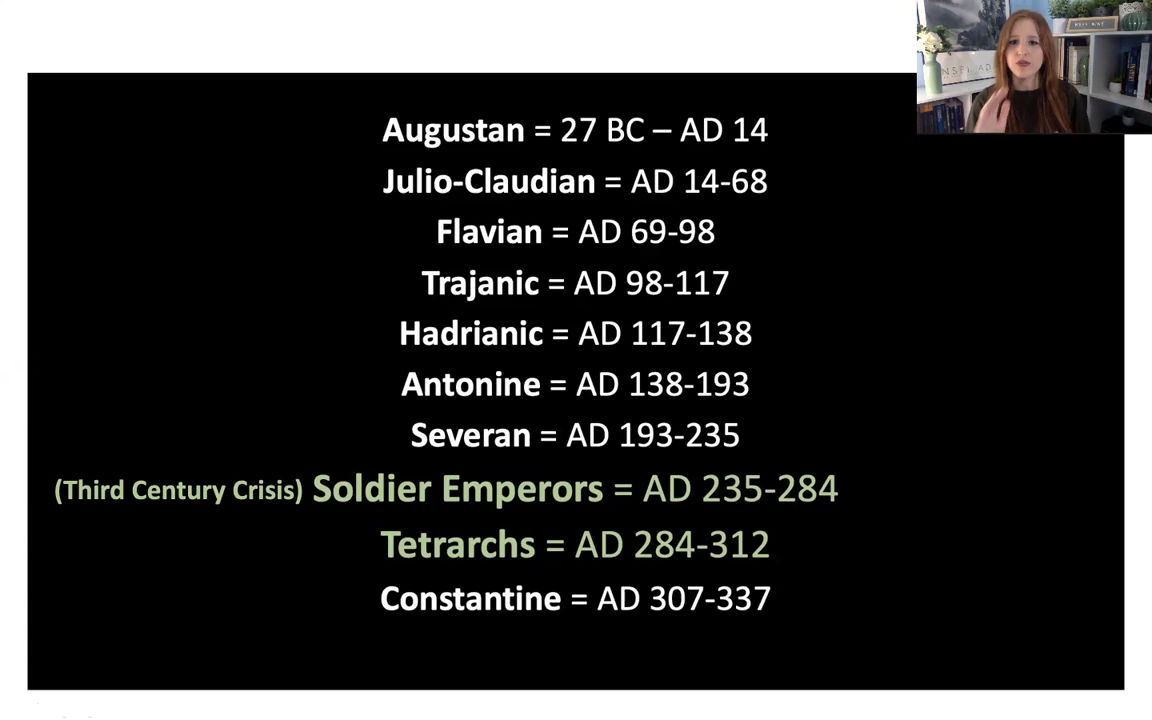 Augustan = 27 BC – AD 14
Julio-Claudian = AD 14-68
Flavian = AD 69-98
Trajanic = AD 98-117
Hadrianic = AD 117-138
Antonine = AD 138-193
Severan = AD 193-235
(Third Century Crisis) Soldier Emperors = AD 235-284
Tetrarchs = AD 284-312
Constantine = AD 307-337